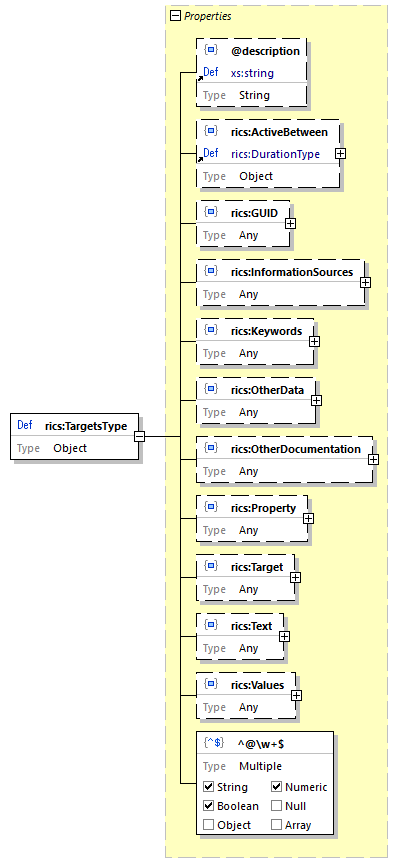 Properties
{} @description
Def xs:string
Type String
{} rics:ActiveBetween
Def rics:DurationType
Type Object
{} rics:GUID
Type Any
{} rics:InformationSources
Type Any
{} rics:Keywords
Type Any
{} rics:OtherData
Type Any
Def rics:TargetsType
Type Object
{} rics:OtherDocumentation
Type Any
{} rics:Property
Type Any
{} rics:Target
Type Any
{} rics:Text
Type Any
{} rics:Values
Type Any
{^$} ^@\w+$
Type Multiple
String Numeric
Boolean Null
Object Array